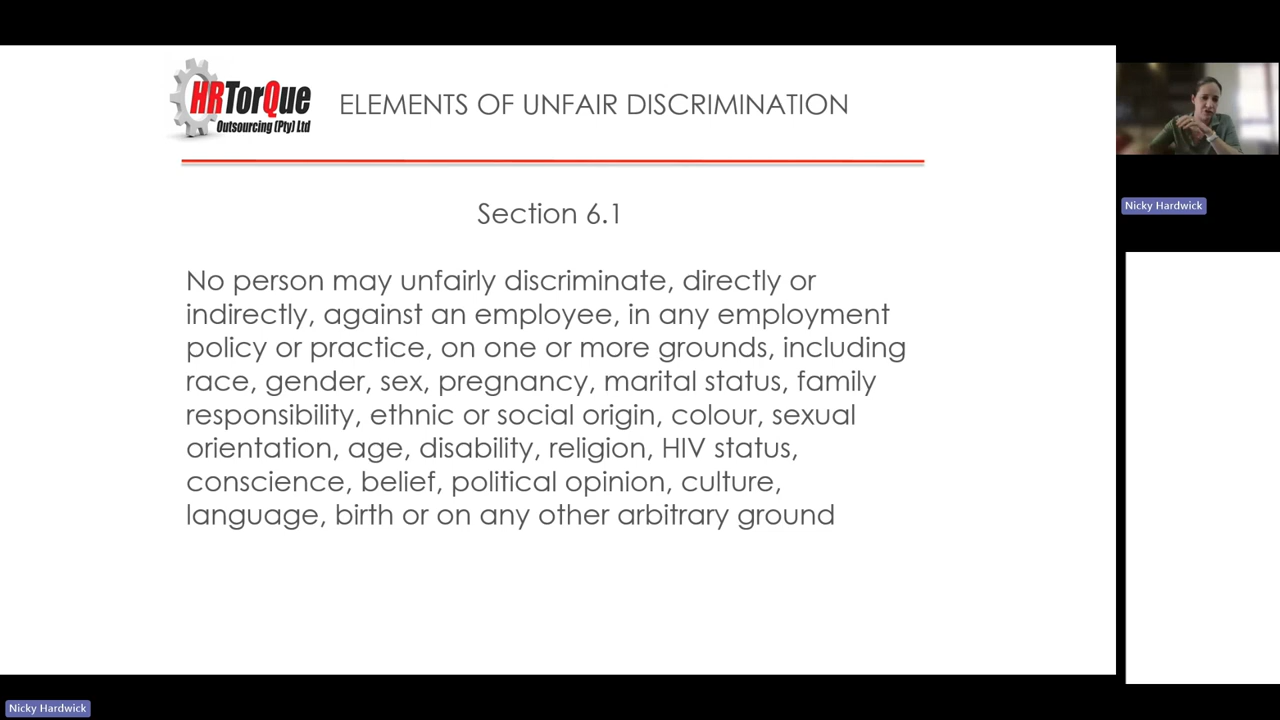 HRTorQue
Outsourcing (Pty) Ltd
ELEMENTS OF UNFAIR DISCRIMINATION
Section 6.1
No person may unfairly discriminate, directly or
indirectly, against an employee, in any employment
policy or practice, on one or more grounds, including
race, gender, sex, pregnancy, marital status, family
responsibility, ethnic or social origin, colour, sexual
orientation, age, disability, religion, HIV status,
conscience, belief, political opinion, culture,
language, birth or on any other arbitrary ground
Nicky Hardwick
Nicky Hardwick